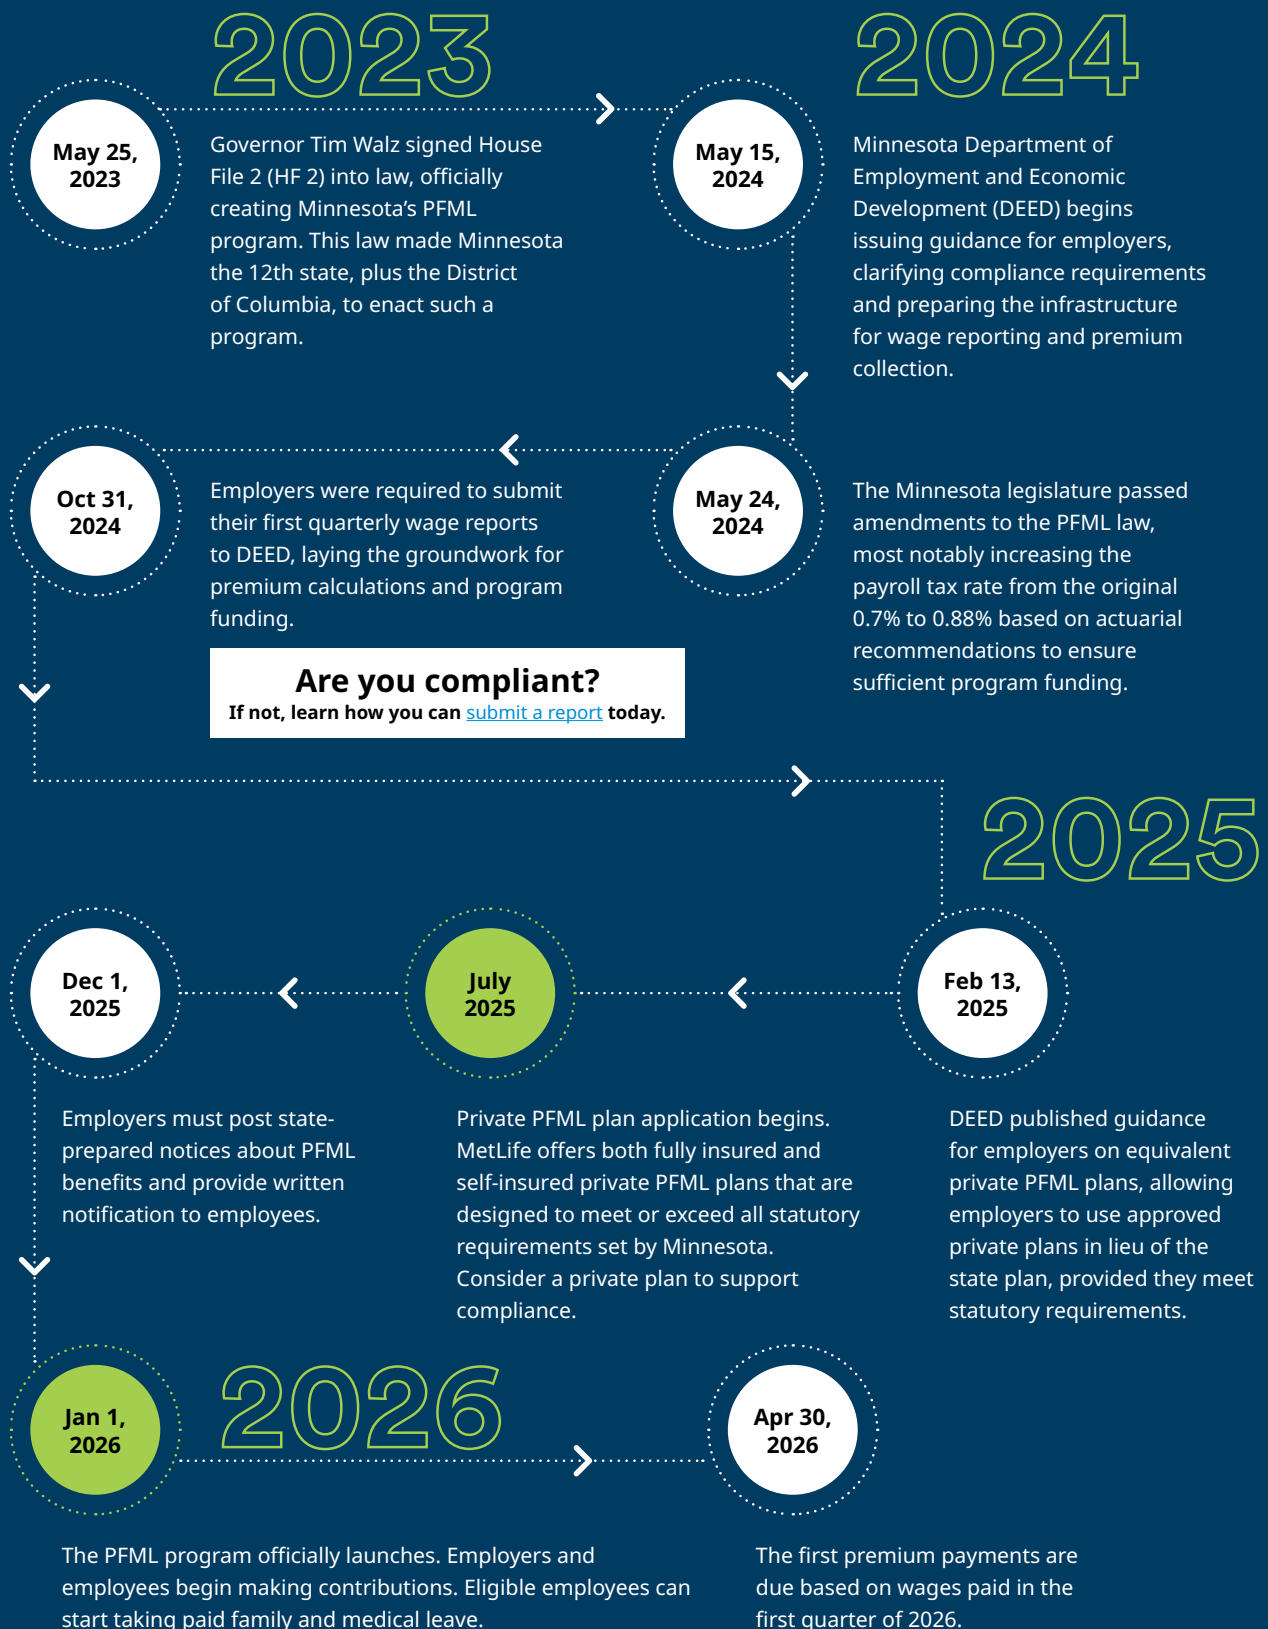 2023
May 25,
2023
Governor Tim Walz signed House
File 2 (HF 2) into law, officially
creating Minnesota’s PFML
program. This law made Minnesota
the 12th state, plus the District
of Columbia, to enact such a
program.
2024
May 15,
2024
Minnesota Department of
Employment and Economic
Development (DEED) begins
issuing guidance for employers,
clarifying compliance requirements
and preparing the infrastructure
for wage reporting and premium
collection.
May 24,
2024
The Minnesota legislature passed
amendments to the PFML law,
most notably increasing the
payroll tax rate from the original
0.7% to 0.88% based on actuarial
recommendations to ensure
sufficient program funding.
Oct 31,
2024
Employers were required to submit
their first quarterly wage reports
to DEED, laying the groundwork for
premium calculations and program
funding.
Are you compliant?
If not, learn how you can submit a report today.
2025
Feb 13,
2025
DEED published guidance
for employers on equivalent
private PFML plans, allowing
employers to use approved
private plans in lieu of the
state plan, provided they meet
statutory requirements.
July
2025
Private PFML plan application begins.
MetLife offers both fully insured and
self-insured private PFML plans that are
designed to meet or exceed all statutory
requirements set by Minnesota.
Consider a private plan to support
compliance.
Dec 1,
2025
Employers must post state-
prepared notices about PFML
benefits and provide written
notification to employees.
2026
Jan 1,
2026
The PFML program officially launches. Employers and
employees begin making contributions. Eligible employees can
start taking paid family and medical leave.
Apr 30,
2026
The first premium payments are
due based on wages paid in the
first quarter of 2026.